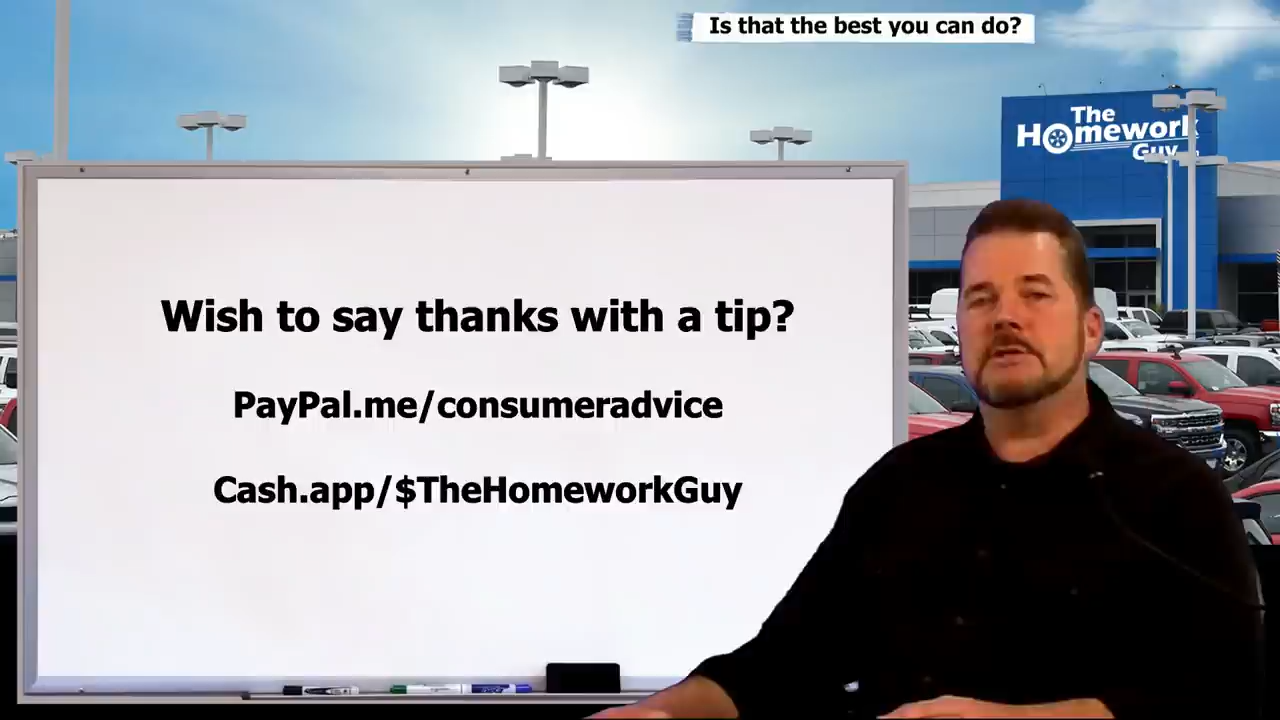 Is that the best you can do?
The
Homework
Guy
Wish to say thanks with a tip?
PayPal.me/consumeradvice
Cash.app/$TheHomeworkGuy